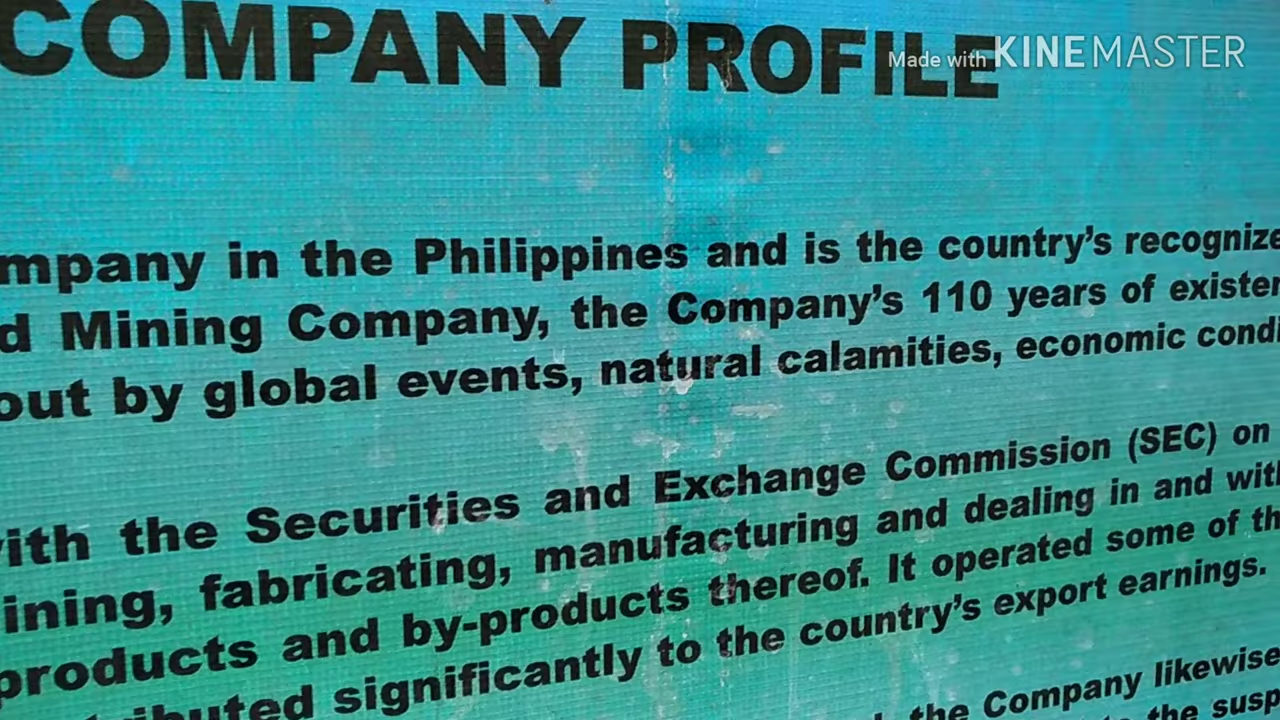 COMPANY PROFILE
Made with KINEMASTER
mpany in the Philippines and is the country's recognize
d Mining Company, the Company's 110 years of existen
out by global events, natural calamities, economic condi
with the Securities and Exchange Commission (SEC) on
ining, fabricating, manufacturing and dealing in and with
products and by-products thereof. It operated some of th
tributed significantly to the country's export earnings.
the Company likewise
the susp